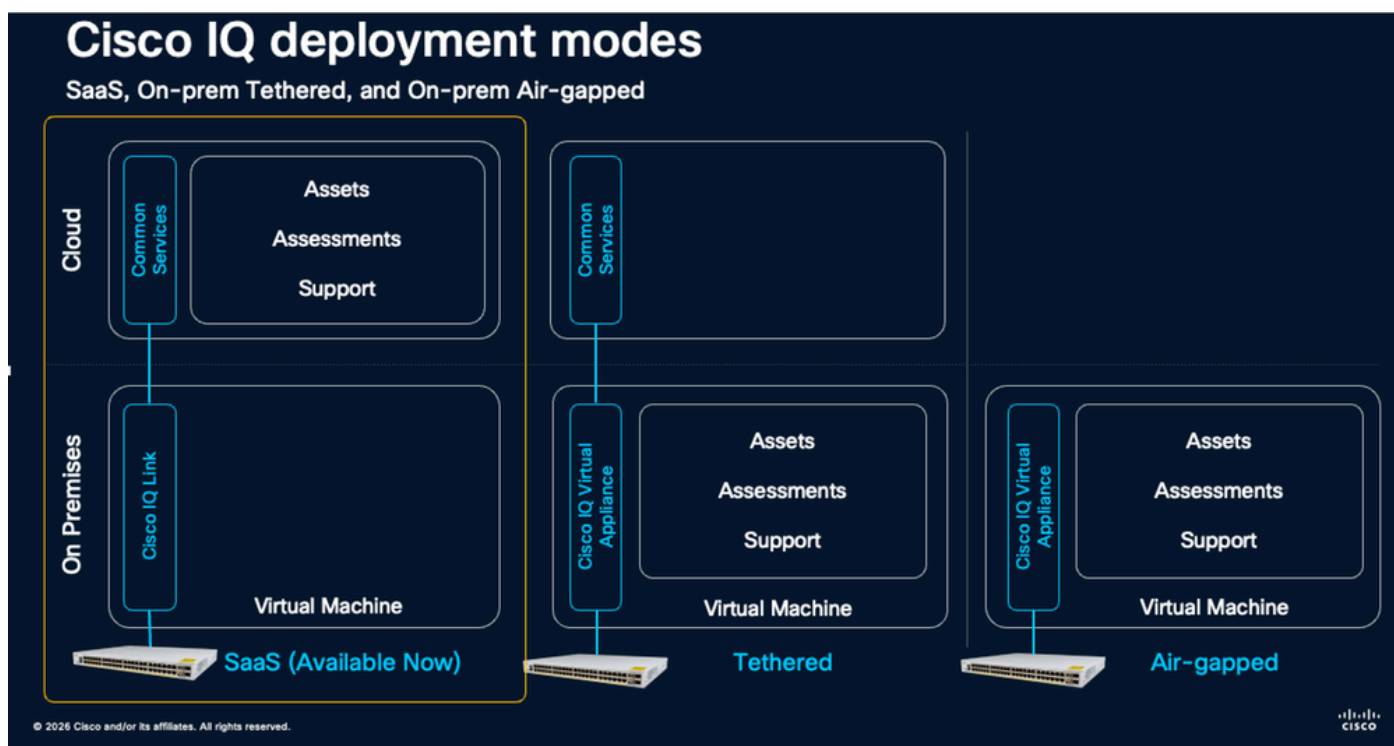 Cisco IQ deployment modes
SaaS, On-prem Tethered, and On-prem Air-gapped
Cloud
Common
Services
Assets
Assessments
Support
Common
Services
On Premises
Cisco IQ Link
Virtual Machine
Cisco IQ Virtual
Appliance
Assets
Assessments
Support
Virtual Machine
Cisco IQ Virtual
Appliance
Assets
Assessments
Support
Virtual Machine
SaaS (Available Now)
Tethered
Air-gapped
© 2026 Cisco and/or its affiliates. All rights reserved.
CISCO